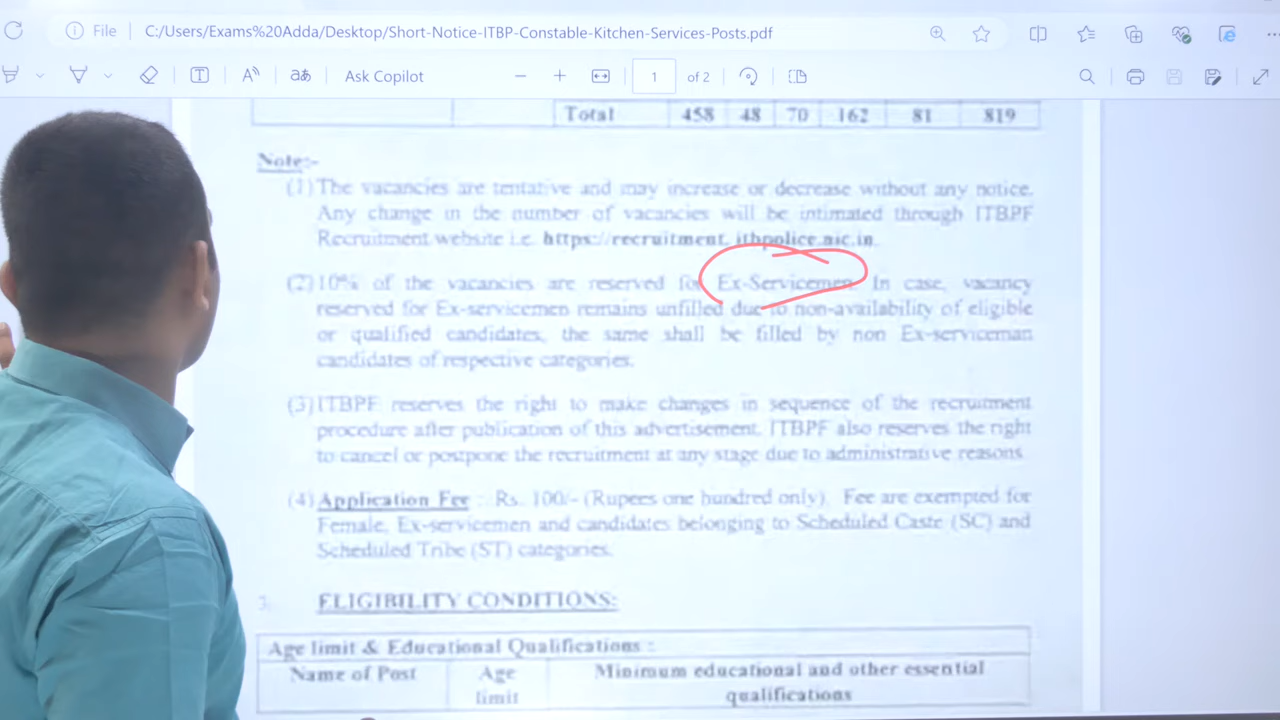 File C:/Users/Exams%20Adda/Desktop/Short-Notice-ITBP-Constable-Kitchen-Services-Posts.pdf
Ask Copilot 1 of 2
Total 458 48 70 162 81 819
Note:-
(1) The vacancies are tentative and may increase or decrease without any notice.
Any change in the number of vacancies will be intimated through ITBPF
Recruitment website i.e. https://recruitment.itbpolice.nic.in.
(2) 10% of the vacancies are reserved for Ex-Servicemen. In case, vacancy
reserved for Ex-servicemen remains unfilled due to non-availability of eligible
or qualified candidates, the same shall be filled by non Ex-serviceman
candidates of respective categories.
(3) ITBPF reserves the right to make changes in sequence of the recruitment
procedure after publication of this advertisement. ITBPF also reserves the right
to cancel or postpone the recruitment at any stage due to administrative reasons.
(4) Application Fee : Rs. 100/- (Rupees one hundred only). Fee are exempted for
Female, Ex-servicemen and candidates belonging to Scheduled Caste (SC) and
Scheduled Tribe (ST) categories.
3. ELIGIBILITY CONDITIONS:
Age limit & Educational Qualifications :
Name of Post Age limit Minimum educational and other essential qualifications